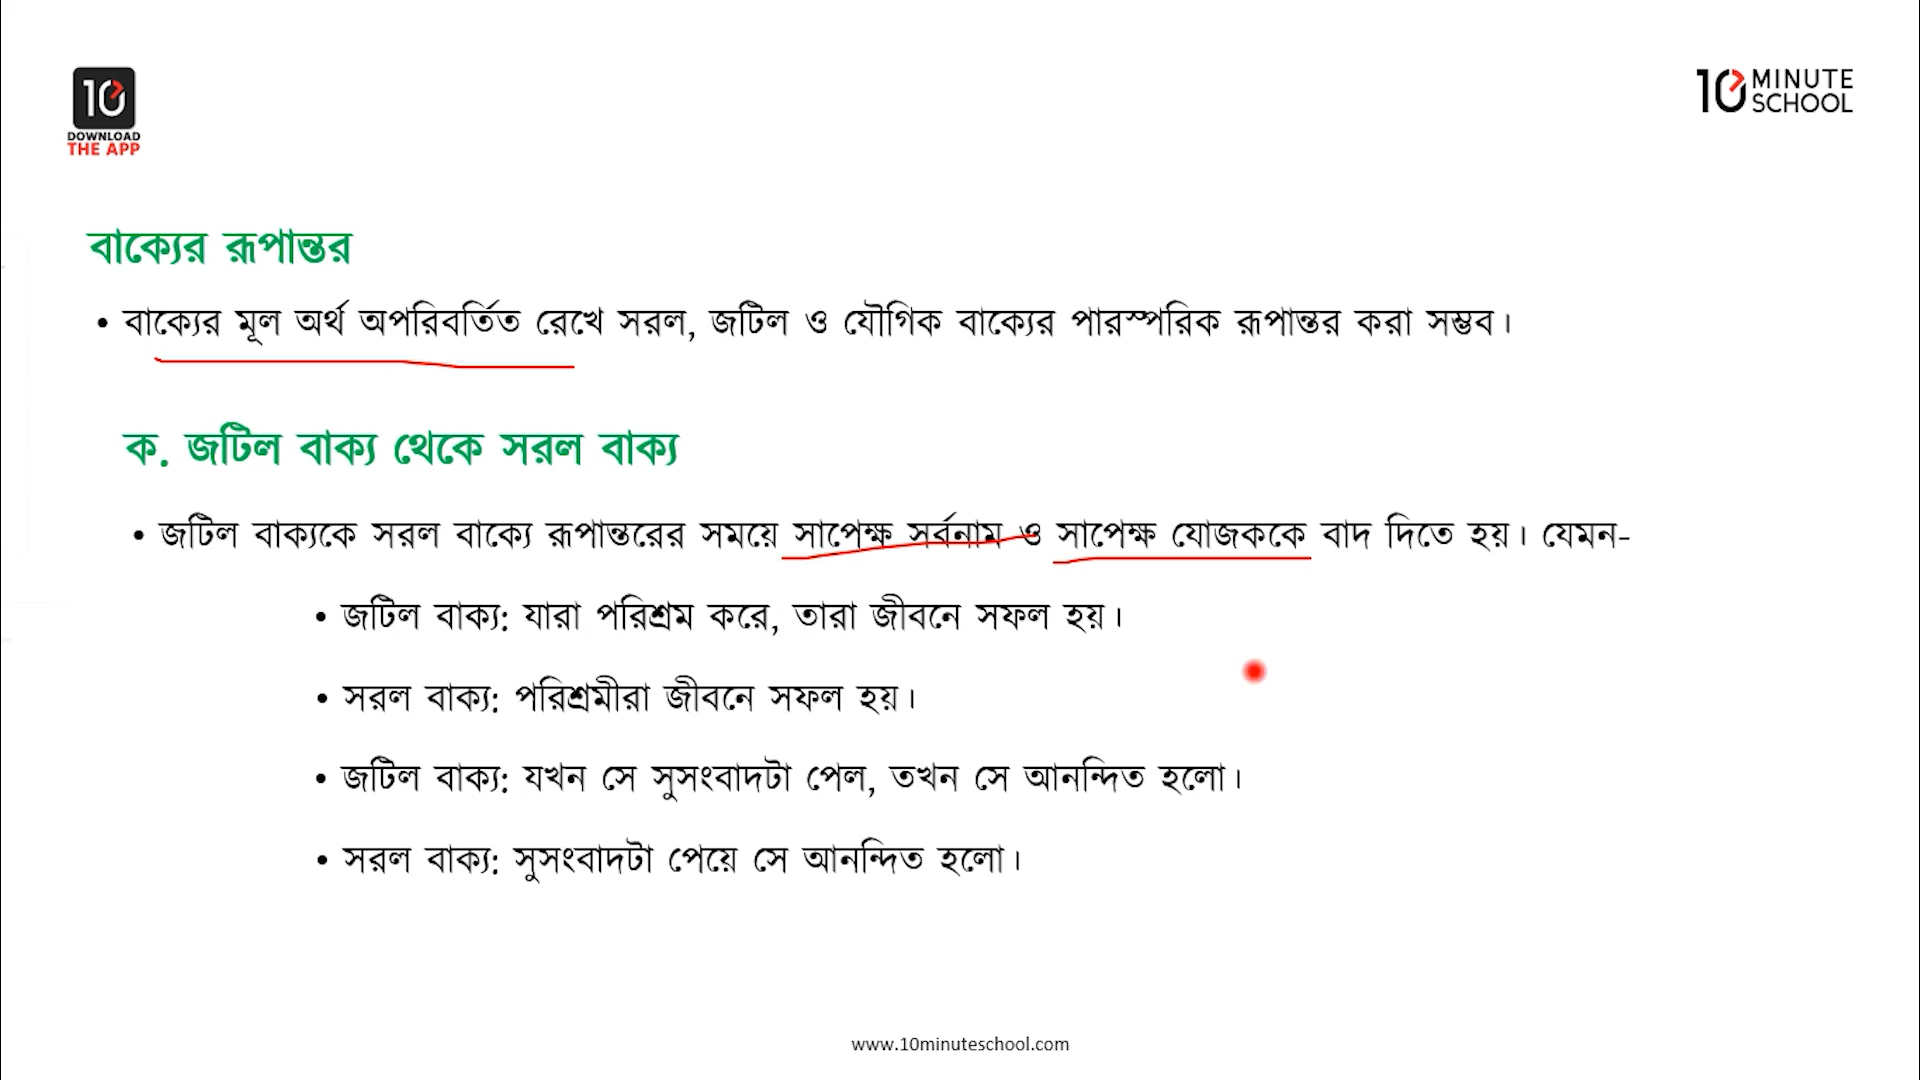 10
DOWNLOAD
THE APP
10 MINUTE
SCHOOL
বাক্যের রূপান্তর
• বাক্যের মূল অর্থ অপরিবর্তিত রেখে সরল, জটিল ও যৌগিক বাক্যের পারস্পরিক রূপান্তর করা সম্ভব।
ক. জটিল বাক্য থেকে সরল বাক্য
• জটিল বাক্যকে সরল বাক্যে রূপান্তরের সময়ে সাপেক্ষ সর্বনাম ও সাপেক্ষ যোজককে বাদ দিতে হয়। যেমন-
• জটিল বাক্য: যারা পরিশ্রম করে, তারা জীবনে সফল হয়।
• সরল বাক্য: পরিশ্রমীরা জীবনে সফল হয়।
• জটিল বাক্য: যখন সে সুসংবাদটা পেল, তখন সে আনন্দিত হলো।
• সরল বাক্য: সুসংবাদটা পেয়ে সে আনন্দিত হলো।
www.10minuteschool.com